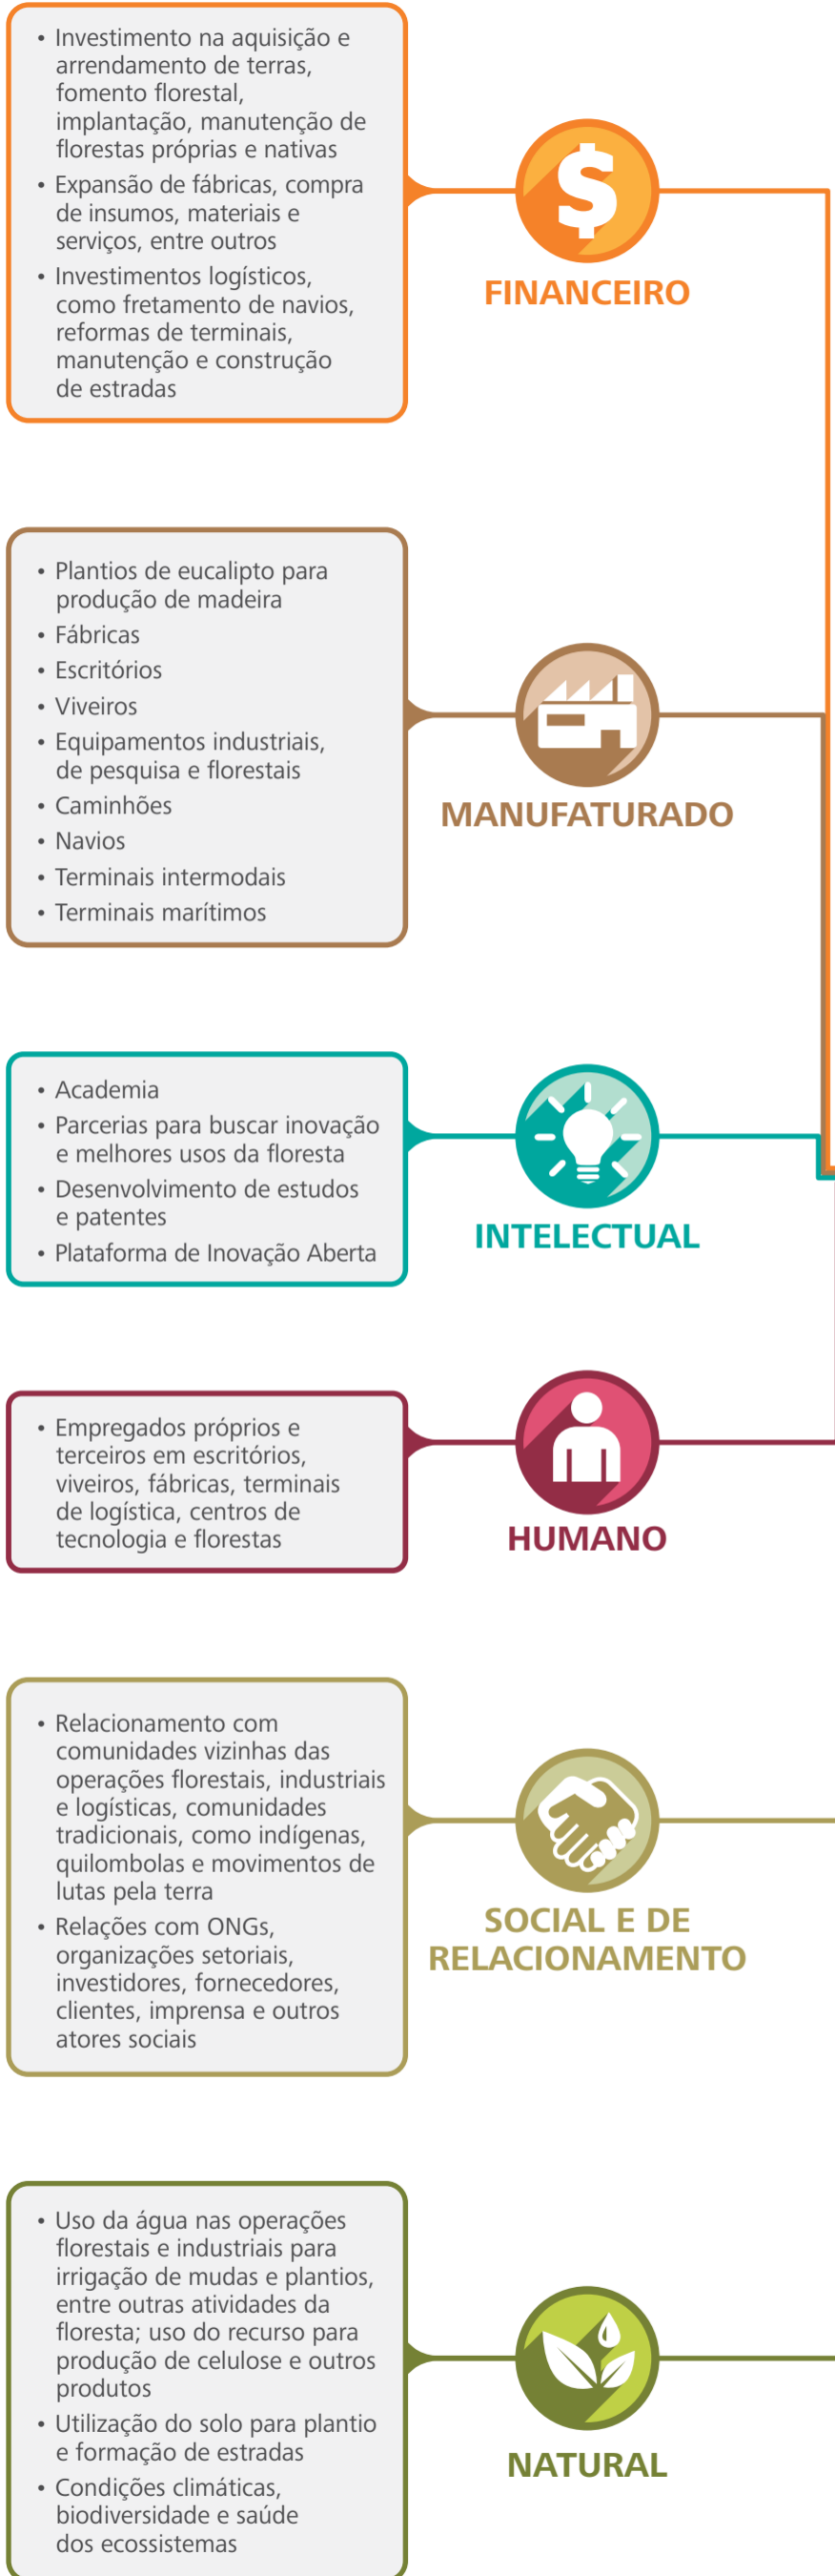 • Investimento na aquisição e
arrendamento de terras,
fomento florestal,
implantação, manutenção de
florestas próprias e nativas
• Expansão de fábricas, compra
de insumos, materiais e
serviços, entre outros
• Investimentos logísticos,
como fretamento de navios,
reformas de terminais,
manutenção e construção
de estradas
$
FINANCEIRO
• Plantios de eucalipto para
produção de madeira
• Fábricas
• Escritórios
• Viveiros
• Equipamentos industriais,
de pesquisa e florestais
• Caminhões
• Navios
• Terminais intermodais
• Terminais marítimos
MANUFATURADO
• Academia
• Parcerias para buscar inovação
e melhores usos da floresta
• Desenvolvimento de estudos
e patentes
• Plataforma de Inovação Aberta
INTELECTUAL
• Empregados próprios e
terceiros em escritórios,
viveiros, fábricas, terminais
de logística, centros de
tecnologia e florestas
HUMANO
• Relacionamento com
comunidades vizinhas das
operações florestais, industriais
e logísticas, comunidades
tradicionais, como indígenas,
quilombolas e movimentos de
lutas pela terra
• Relações com ONGs,
organizações setoriais,
investidores, fornecedores,
clientes, imprensa e outros
atores sociais
SOCIAL E DE
RELACIONAMENTO
• Uso da água nas operações
florestais e industriais para
irrigação de mudas e plantios,
entre outras atividades da
floresta; uso do recurso para
produção de celulose e outros
produtos
• Utilização do solo para plantio
e formação de estradas
• Condições climáticas,
biodiversidade e saúde
dos ecossistemas
NATURAL